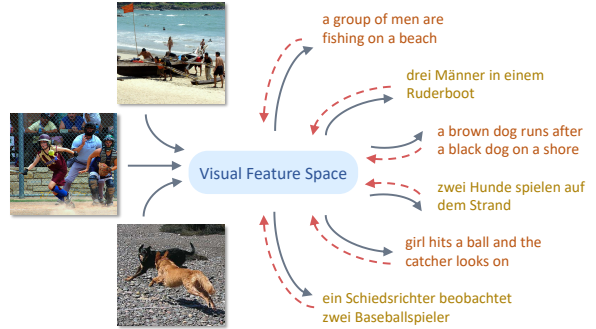 a group of men are
fishing on a beach
drei Männer in einem
Ruderboot
a brown dog runs after
a black dog on a shore
Visual Feature Space
zwei Hunde spielen auf
dem Strand
girl hits a ball and the
catcher looks on
ein Schiedsrichter beobachtet
zwei Baseballspieler